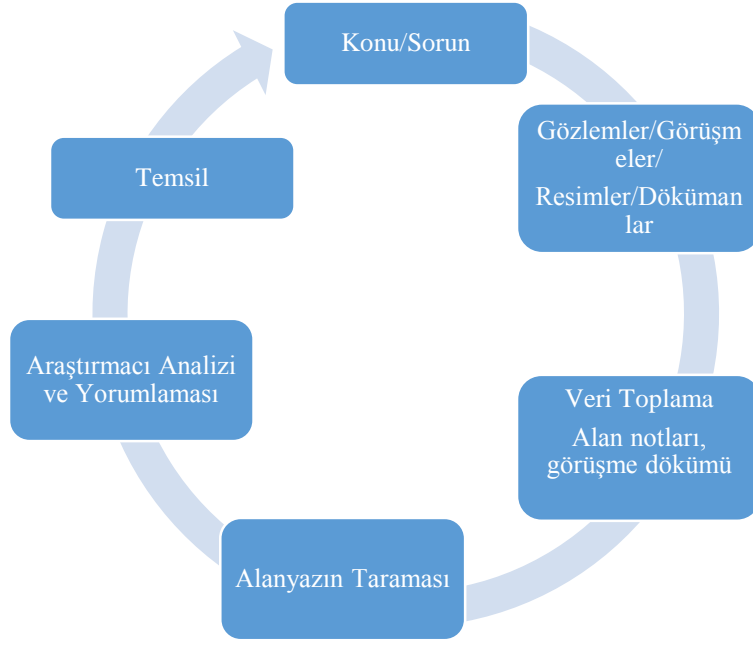 Konu/Sorun
Gözlemler/Görüşm
eler/
Resimler/Döküman
lar
Veri Toplama
Alan notları,
görüşme dökümü
Alanyazın Taraması
Araştırmacı Analizi
ve Yorumlaması
Temsil